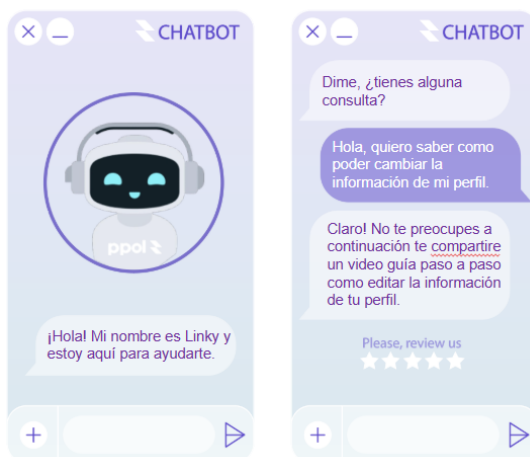 CHATBOT
ppol
¡Hola! Mi nombre es Linky y
estoy aquí para ayudarte.
CHATBOT
Dime, ¿tienes alguna
consulta?
Hola, quiero saber como
poder cambiar la
información de mi perfil.
Claro! No te preocupes a
continuación te compartire
un video guía paso a paso
como editar la información
de tu perfil.
Please, review us